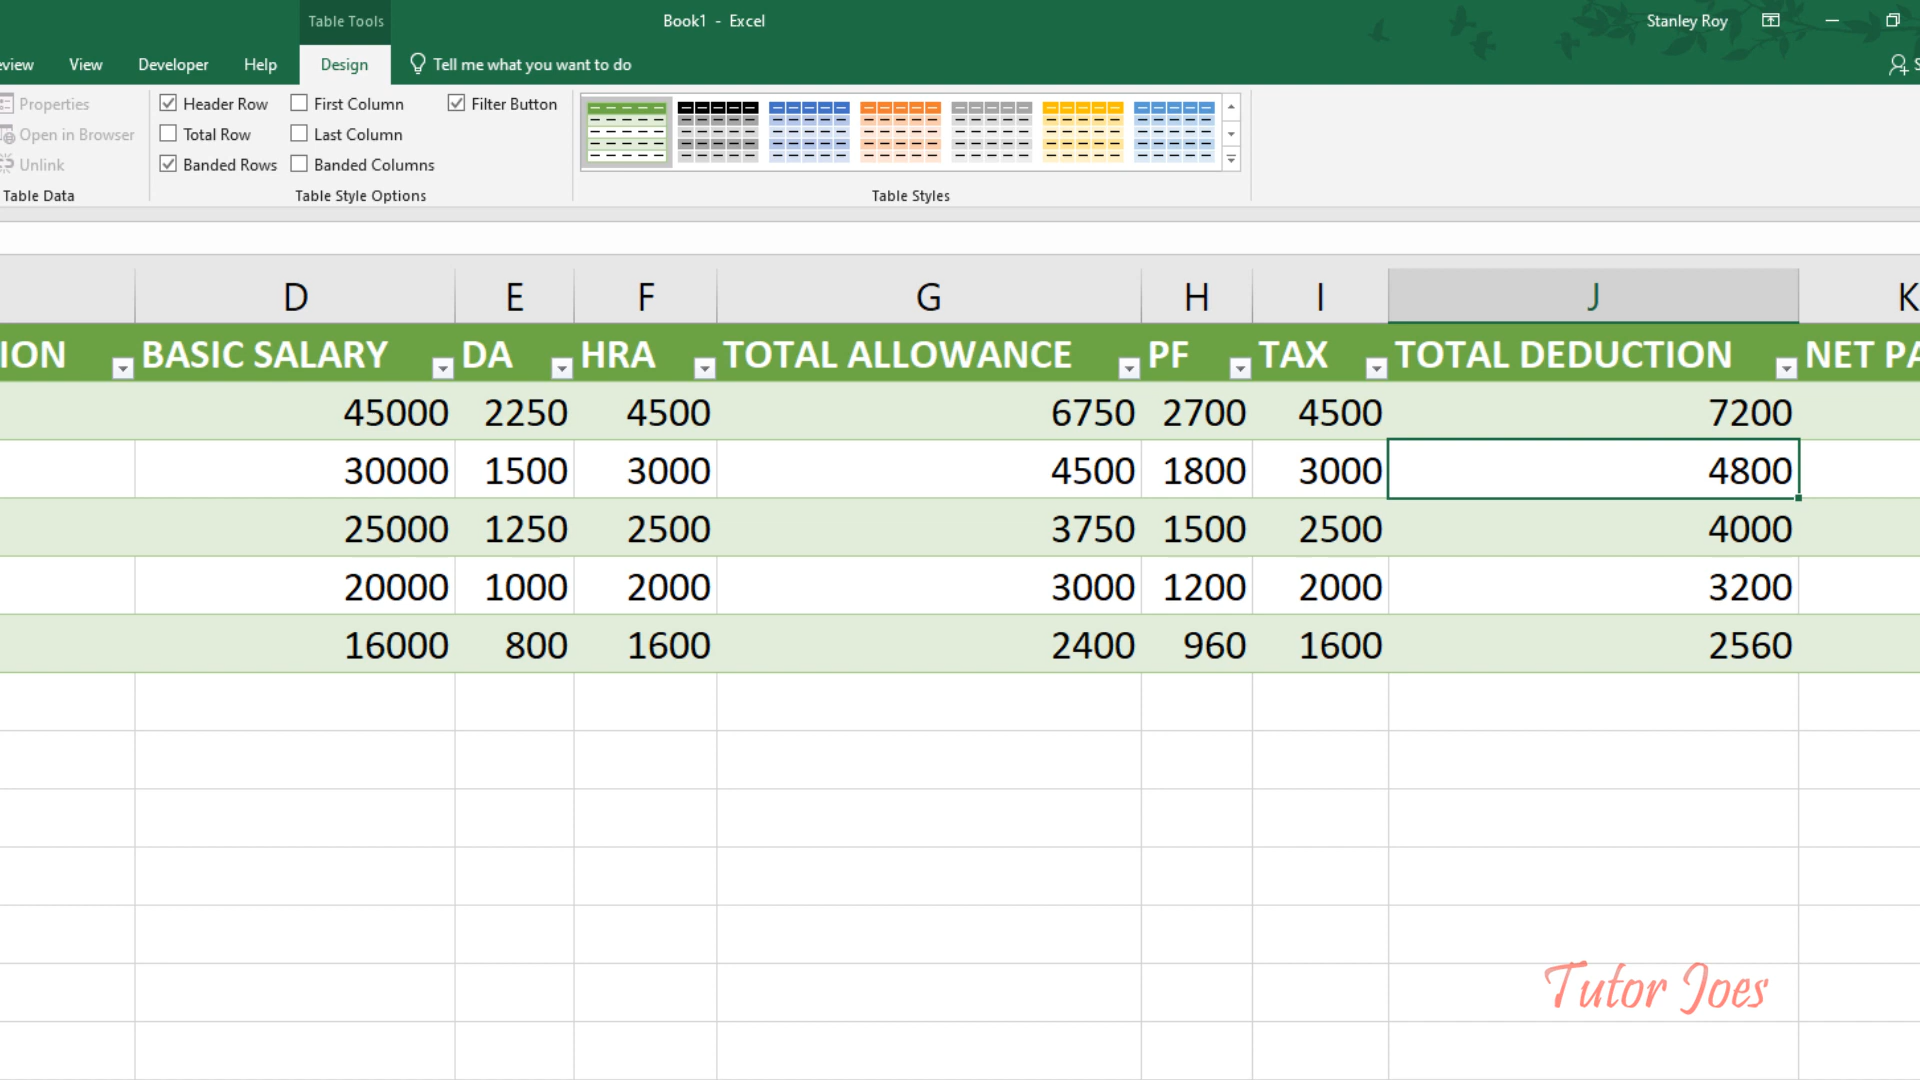 Table Tools
Book1 - Excel
Stanley Roy
View
Developer
Help
Design
Tell me what you want to do
Properties
Open in Browser
Unlink
Table Data
Header Row
First Column
Filter Button
Total Row
Last Column
Banded Rows
Banded Columns
Table Style Options
Table Styles
D E F G H I J K
ION BASIC SALARY DA HRA TOTAL ALLOWANCE PF TAX TOTAL DEDUCTION NET PA
45000 2250 4500 6750 2700 4500 7200
30000 1500 3000 4500 1800 3000 4800
25000 1250 2500 3750 1500 2500 4000
20000 1000 2000 3000 1200 2000 3200
16000 800 1600 2400 960 1600 2560
Tutor Joes